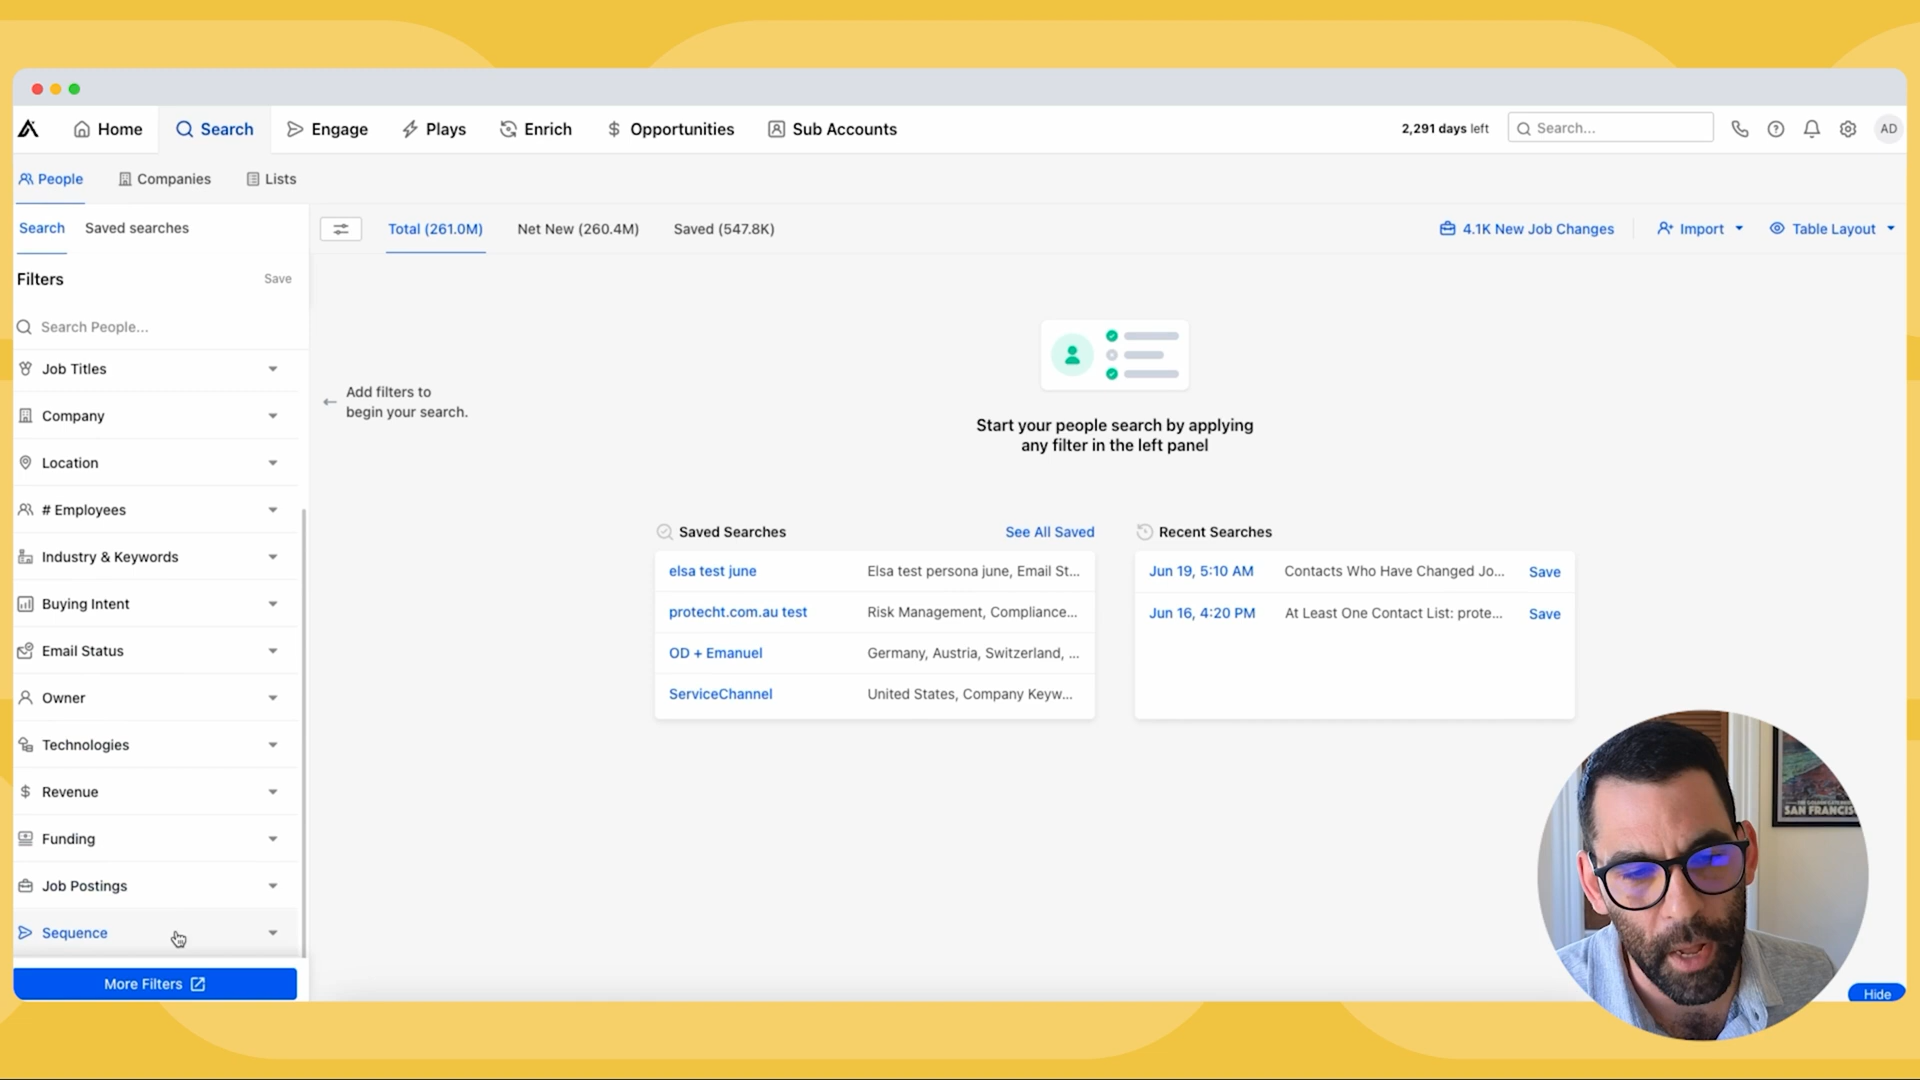 Home
Search
Engage
Plays
Enrich
Opportunities
Sub Accounts
2,291 days left
Search...
AD
People
Companies
Lists
Search
Saved searches
Total (261.0M)
Net New (260.4M)
Saved (547.8K)
4.1K New Job Changes
Import
Table Layout
Filters
Save
Search People...
Job Titles
Company
Location
# Employees
Industry & Keywords
Buying Intent
Email Status
Owner
Technologies
Revenue
Funding
Job Postings
Sequence
More Filters
Add filters to
begin your search.
Start your people search by applying
any filter in the left panel
Saved Searches
See All Saved
elsa test june
Elsa test persona june, Email St...
protecht.com.au test
Risk Management, Compliance...
OD + Emanuel
Germany, Austria, Switzerland, ...
ServiceChannel
United States, Company Keyw...
Recent Searches
Jun 19, 5:10 AM
Contacts Who Have Changed Jo...
Save
Jun 16, 4:20 PM
At Least One Contact List: prote...
Save
SAN FRANCIS
Hide